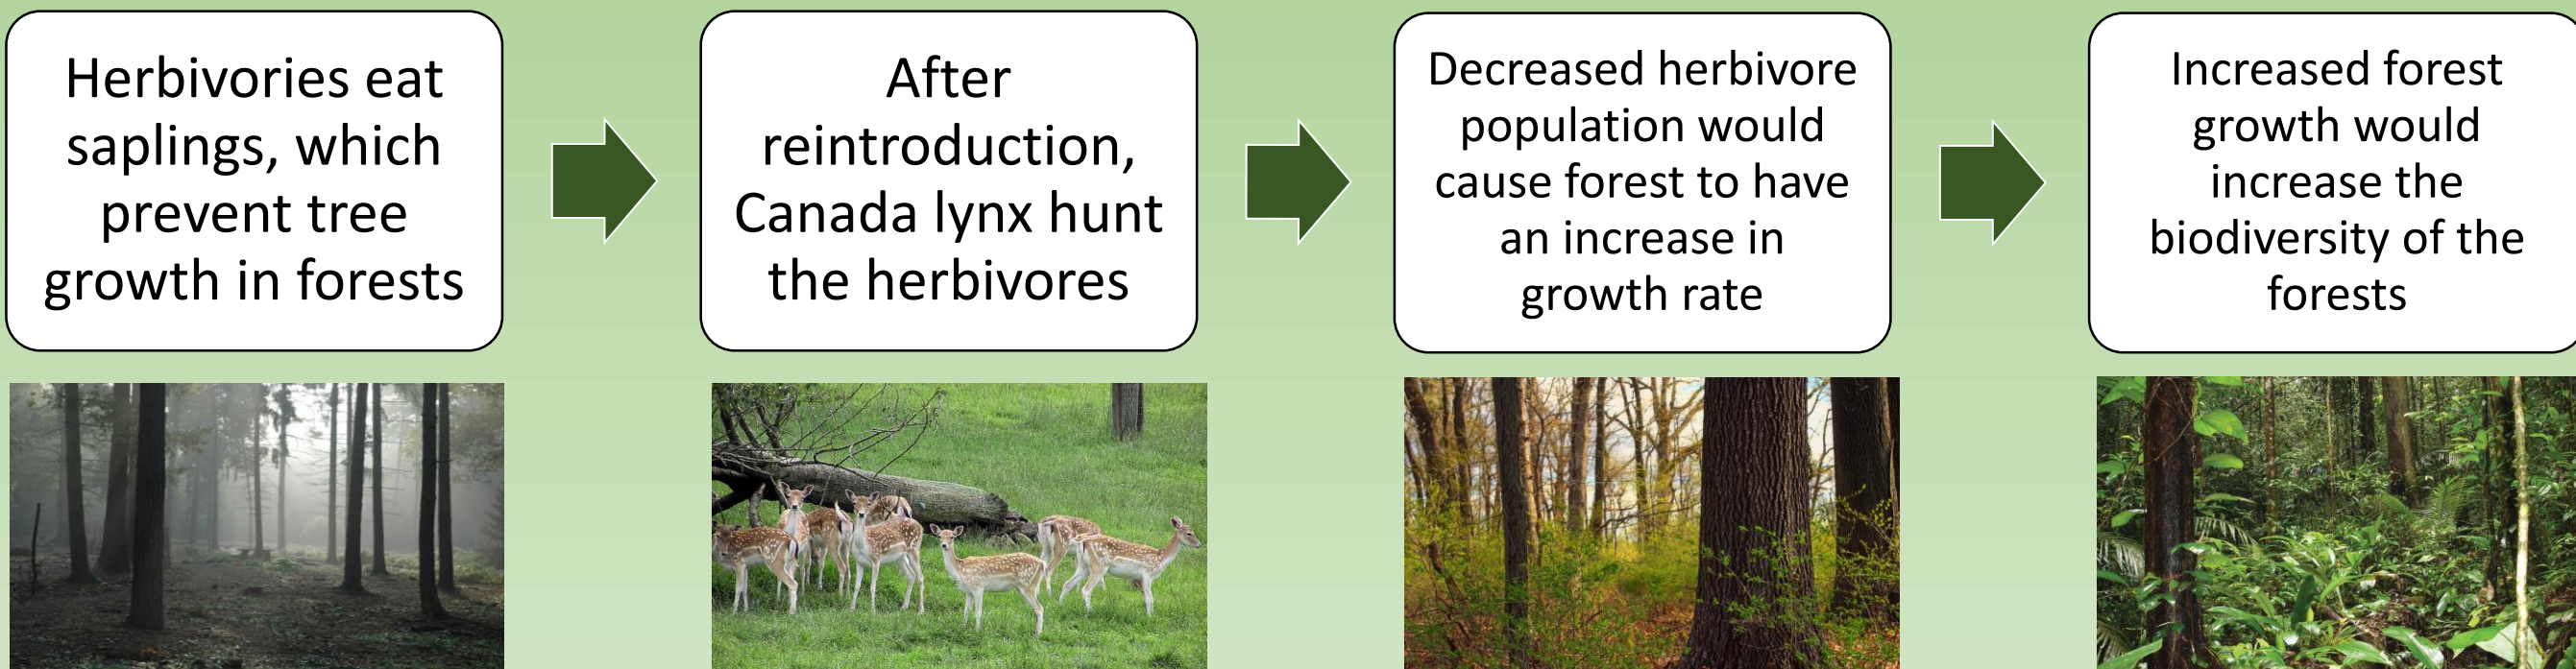 Herbivories eat
saplings, which
prevent tree
growth in forests
After
reintroduction,
Canada lynx hunt
the herbivores
Decreased herbivore
population would
cause forest to have
an increase in
growth rate
Increased forest
growth would
increase the
biodiversity of the
forests